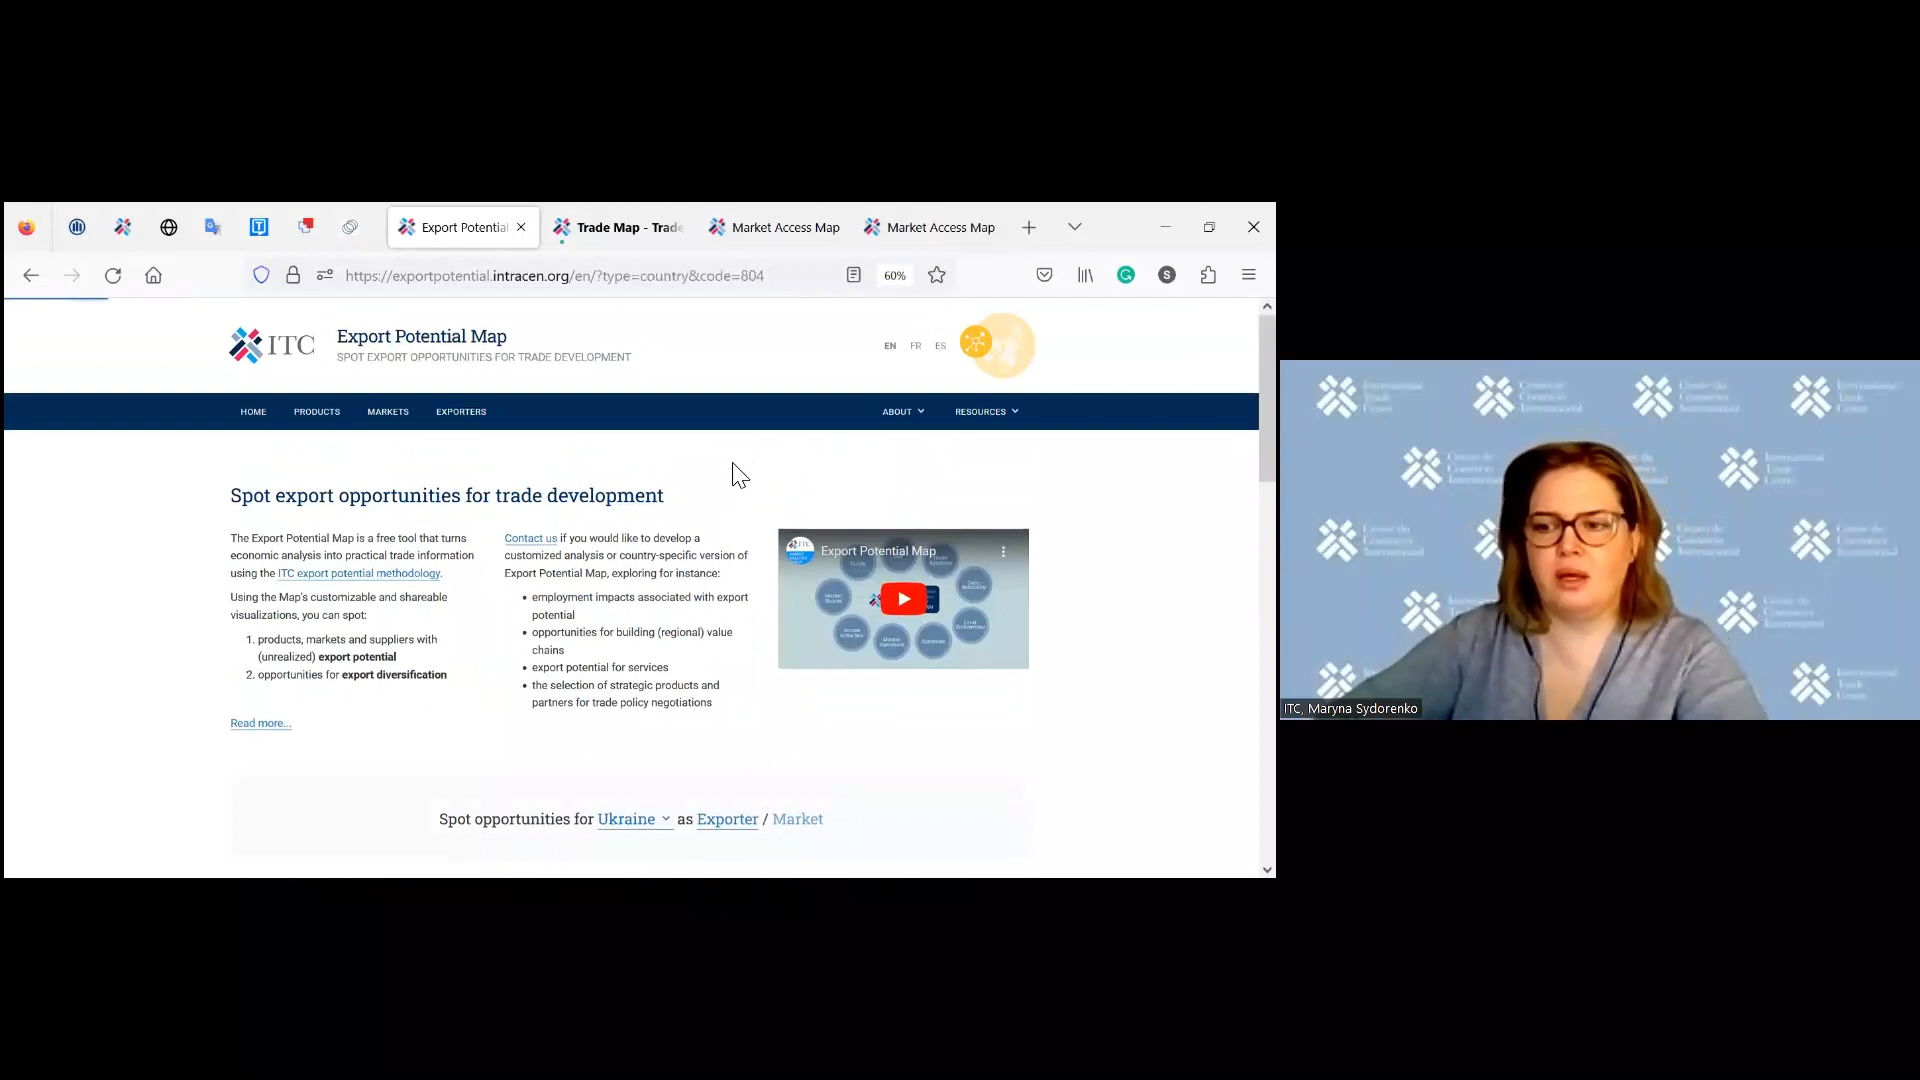 Export Potential
Trade Map - Trade
Market Access Map
Market Access Map
https://exportpotential.intracen.org/en/?type=country&code=804
60%
ITC
Export Potential Map
SPOT EXPORT OPPORTUNITIES FOR TRADE DEVELOPMENT
EN FR ES
HOME PRODUCTS MARKETS EXPORTERS ABOUT RESOURCES
Spot export opportunities for trade development
The Export Potential Map is a free tool that turns
economic analysis into practical trade information
using the ITC export potential methodology.
Using the Map's customizable and shareable
visualizations, you can spot:
1. products, markets and suppliers with
(unrealized) export potential
2. opportunities for export diversification
Read more...
Contact us if you would like to develop a
customized analysis or country-specific version of
Export Potential Map, exploring for instance:
• employment impacts associated with export
potential
• opportunities for building (regional) value
chains
• export potential for services
• the selection of strategic products and
partners for trade policy negotiations
Export Potential Map
Spot opportunities for Ukraine as Exporter / Market
International
Trade
Centre
Centre du
Commerce
International
ITC, Maryna Sydorenko